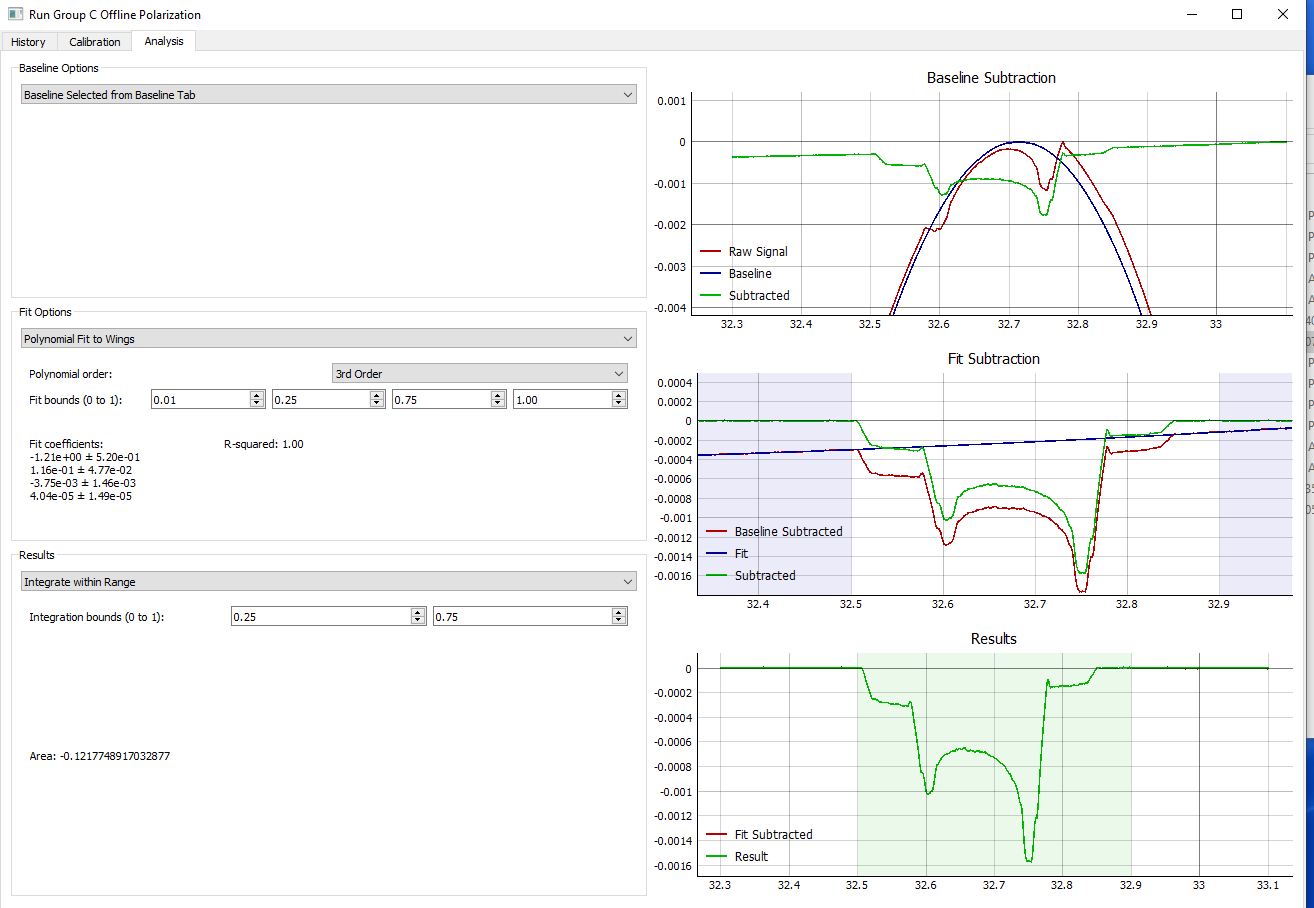 Run Group C Offline Polarization
History Calibration Analysis
Baseline Options
Baseline Selected from Baseline Tab
Fit Options
Polynomial Fit to Wings
Polynomial order: 3rd Order
Fit bounds (0 to 1): 0.01 0.25 0.75 1.00
Fit coefficients: R-squared: 1.00
-1.21e+00 ± 5.20e-01
1.16e-01 ± 4.77e-02
-3.75e-03 ± 1.46e-03
4.04e-05 ± 1.49e-05
Results
Integrate within Range
Integration bounds (0 to 1): 0.25 0.75
Area: -0.1217748917032877
Baseline Subtraction
0.001
0
-0.001
-0.002
-0.003
-0.004
Raw Signal
Baseline
Subtracted
32.3 32.4 32.5 32.6 32.7 32.8 32.9 33
Fit Subtraction
0.0004
0.0002
0
-0.0002
-0.0004
-0.0006
-0.0008
-0.001
-0.0012
-0.0014
-0.0016
Baseline Subtracted
Fit
Subtracted
32.4 32.5 32.6 32.7 32.8 32.9
Results
0
-0.0002
-0.0004
-0.0006
-0.0008
-0.001
-0.0012
-0.0014
-0.0016
Fit Subtracted
Result
32.3 32.4 32.5 32.6 32.7 32.8 32.9 33 33.1